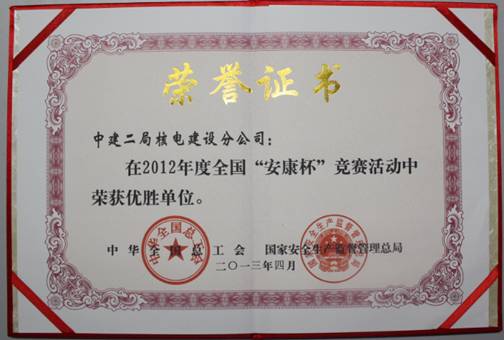 荣誉证书
中建二局核电建设分公司：
在2012年度全国“安康杯”竞赛活动中
荣获优胜单位。
中华全国总工会 国家安全生产监督管理总局
二〇一三年四月